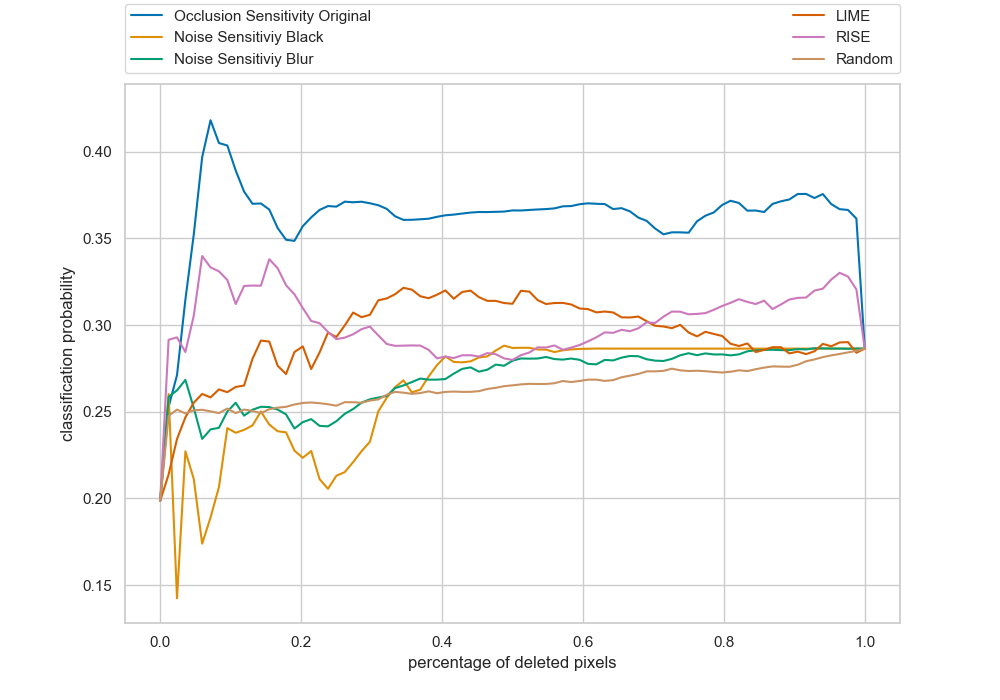 Occlusion Sensitivity Original
Noise Sensitiviy Black
Noise Sensitiviy Blur
LIME
RISE
Random
classification probability
0.40
0.35
0.30
0.25
0.20
0.15
0.0 0.2 0.4 0.6 0.8 1.0
percentage of deleted pixels